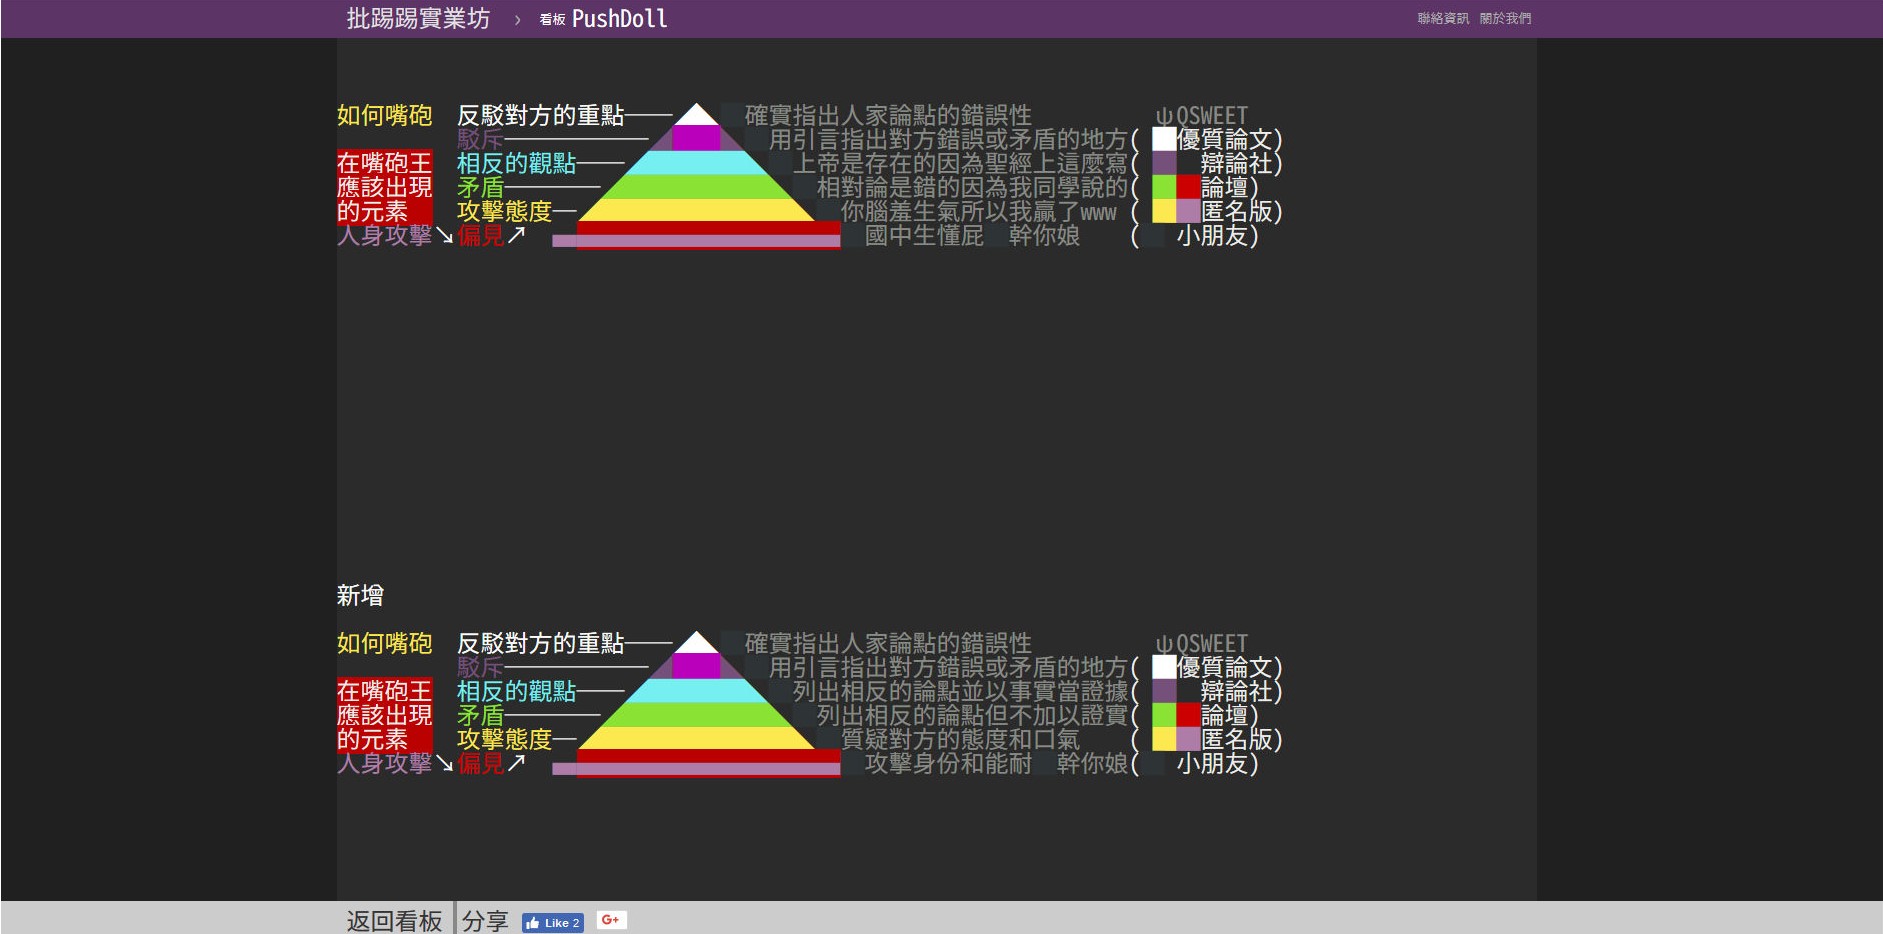 批踢踢實業坊 › 看板 PushDoll 聯絡資訊 關於我們
如何嘴砲 反駁對方的重點 確實指出人家論點的錯誤性 ψQSWEET
駁斥 用引言指出對方錯誤或矛盾的地方( 優質論文)
在嘴砲王 相反的觀點 上帝是存在的因為聖經上這麼寫( 辯論社)
應該出現 矛盾 相對論是錯的因為我同學說的( 論壇)
的元素 攻擊態度 你腦羞生氣所以我贏了www ( 匿名版)
人身攻擊↘偏見↗ 國中生懂屁 幹你娘 ( 小朋友)
新增
如何嘴砲 反駁對方的重點 確實指出人家論點的錯誤性 ψQSWEET
駁斥 用引言指出對方錯誤或矛盾的地方( 優質論文)
在嘴砲王 相反的觀點 列出相反的論點並以事實當證據( 辯論社)
應該出現 矛盾 列出相反的論點但不加以證實( 論壇)
的元素 攻擊態度 質疑對方的態度和口氣 ( 匿名版)
人身攻擊↘偏見↗ 攻擊身份和能耐 幹你娘( 小朋友)
返回看板 分享 Like 2 G+